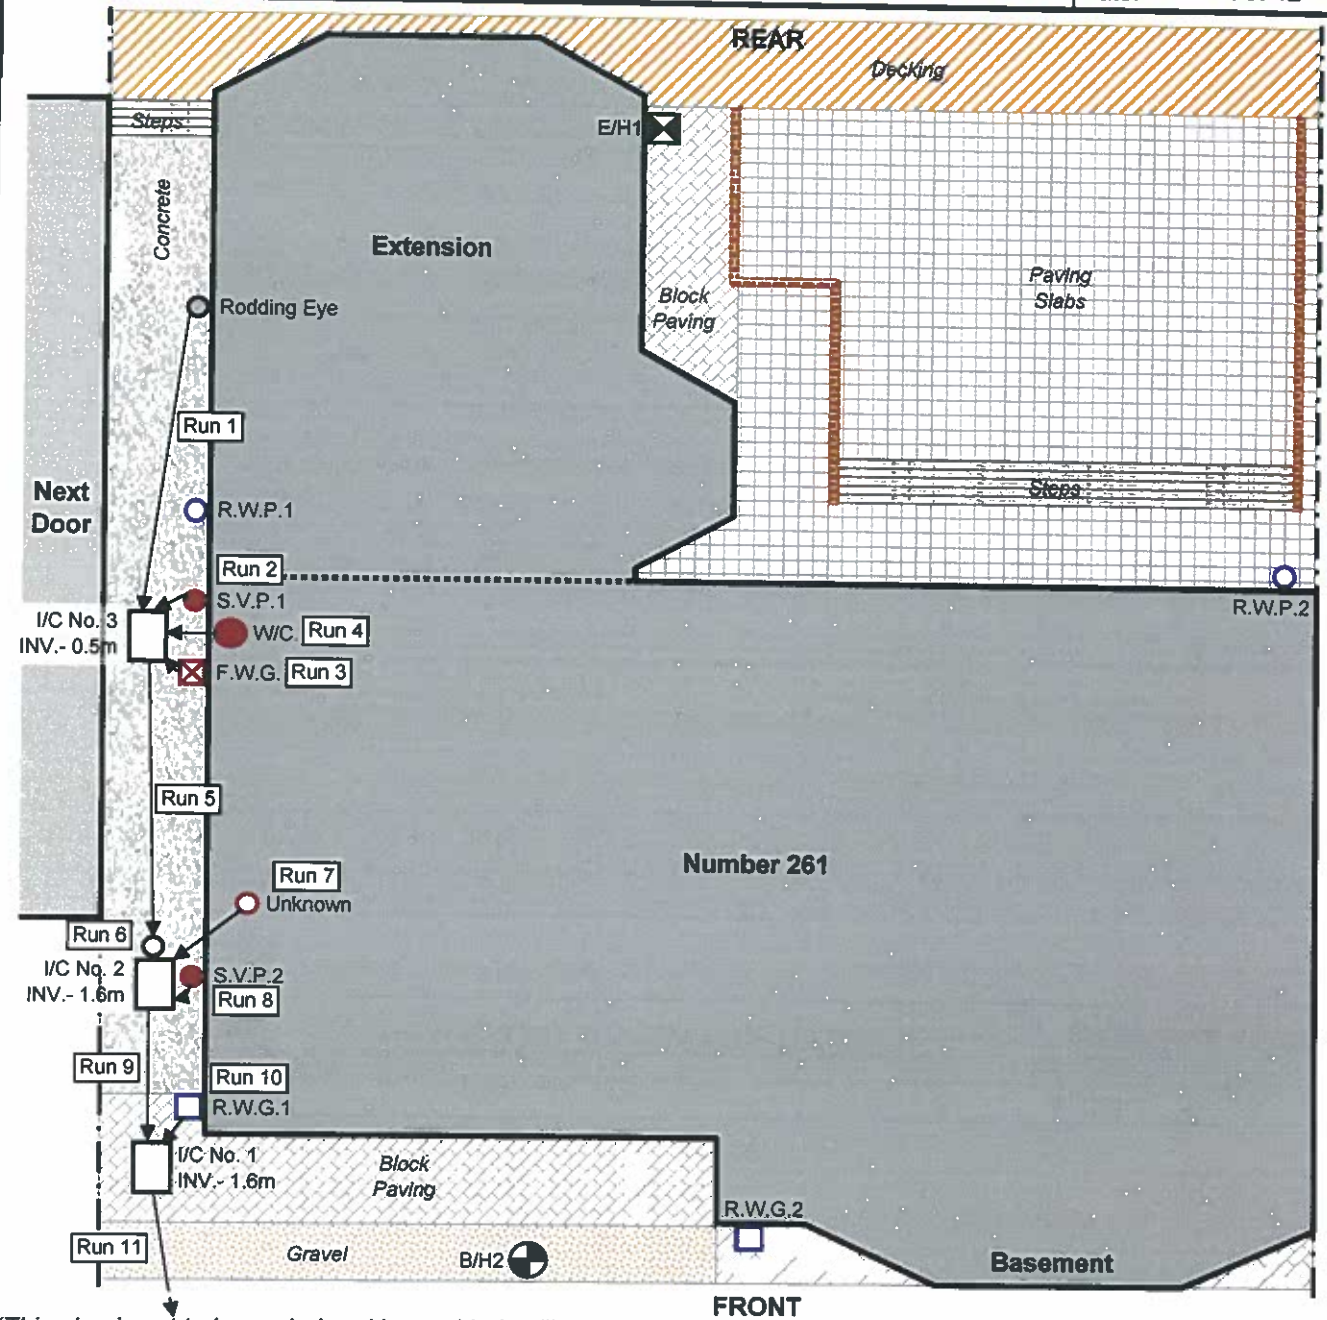 REAR
Decking
Steps
E/H1
Concrete
Extension
Rodding Eye
Block
Paving
Paving
Slabs
Run 1
Next
Door
R.W.P.1
Steps
Run 2
S.V.P.1
R.W.P.2
I/C No. 3
INV.- 0.5m
W/C.
Run 4
F.W.G.
Run 3
Run 5
Number 261
Run 7
Unknown
Run 6
I/C No. 2
INV.- 1.6m
S.V.P.2
Run 8
Run 9
Run 10
R.W.G.1
I/C No. 1
INV.- 1.6m
Block
Paving
R.W.G.2
Run 11
Gravel
B/H2
Basement
FRONT